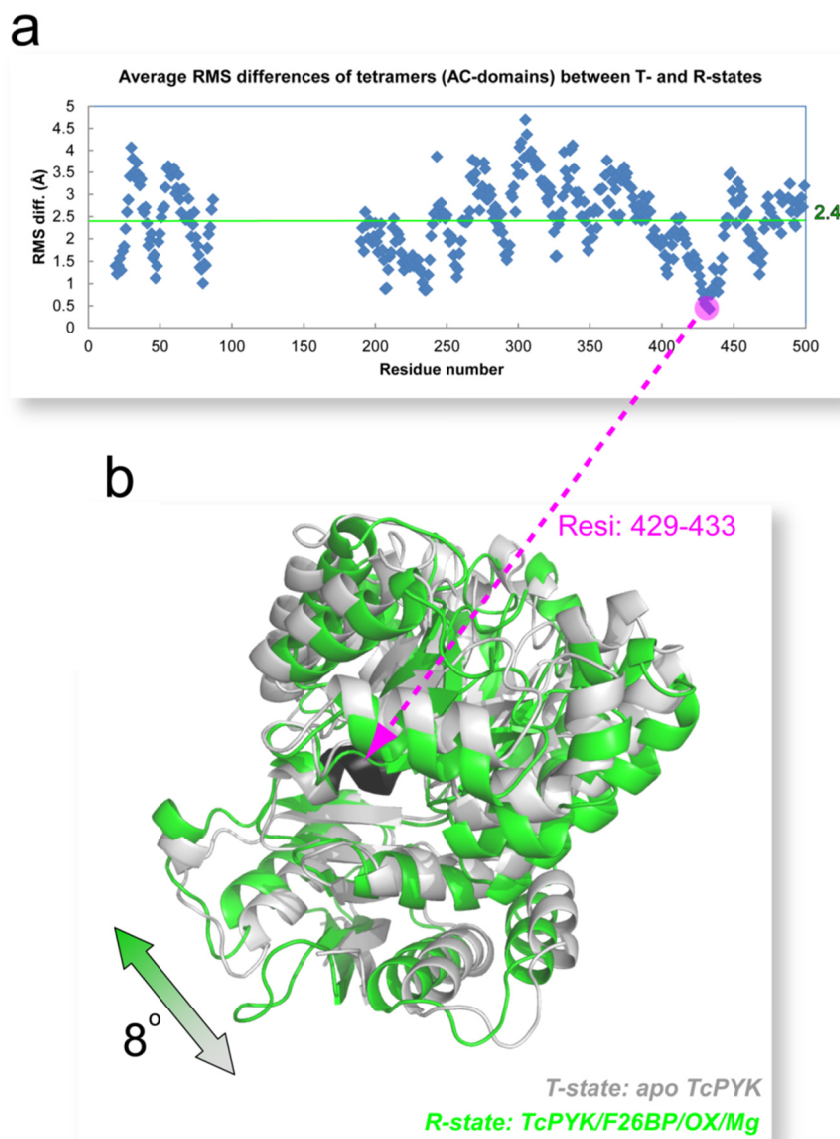 a
Average RMS differences of tetramers (AC-domains) between T- and R-states
RMS diff. (Å)
5
4.5
4
3.5
3
2.5
2
1.5
1
0.5
0
2.4
0 50 100 150 200 250 300 350 400 450 500
Residue number
b
Resi: 429-433
8°
T-state: apo TcPYK
R-state: TcPYK/F26BP/OX/Mg